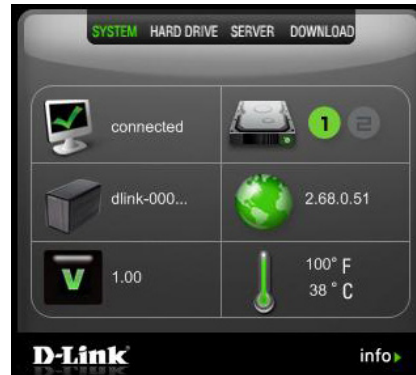 SYSTEM HARD DRIVE SERVER DOWNLOAD
connected
1 2
dlink-000...
2.68.0.51
V 1.00
100° F
38 ° C
D-Link
info